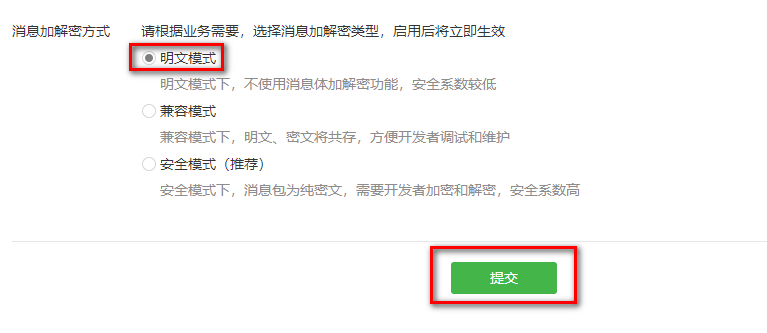 消息加解密方式 请根据业务需要，选择消息加解密类型，启用后将立即生效
明文模式
明文模式下，不使用消息体加解密功能，安全系数较低
兼容模式
兼容模式下，明文、密文将共存，方便开发者调试和维护
安全模式（推荐）
安全模式下，消息包为纯密文，需要开发者加密和解密，安全系数高
提交